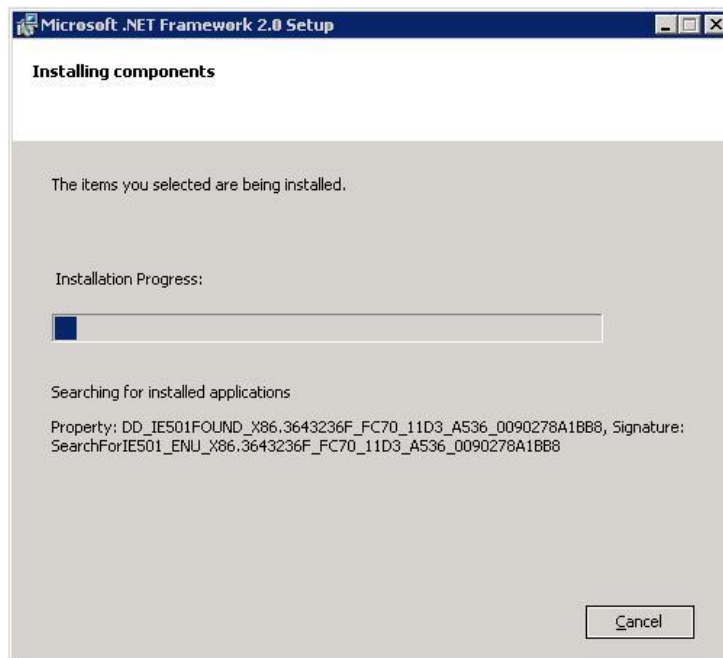 Microsoft .NET Framework 2.0 Setup
Installing components
The items you selected are being installed.
Installation Progress:
Searching for installed applications
Property: DD_IE501FOUND_X86.3643236F_FC70_11D3_A536_0090278A1BB8, Signature:
SearchForIE501_ENU_X86.3643236F_FC70_11D3_A536_0090278A1BB8
Cancel